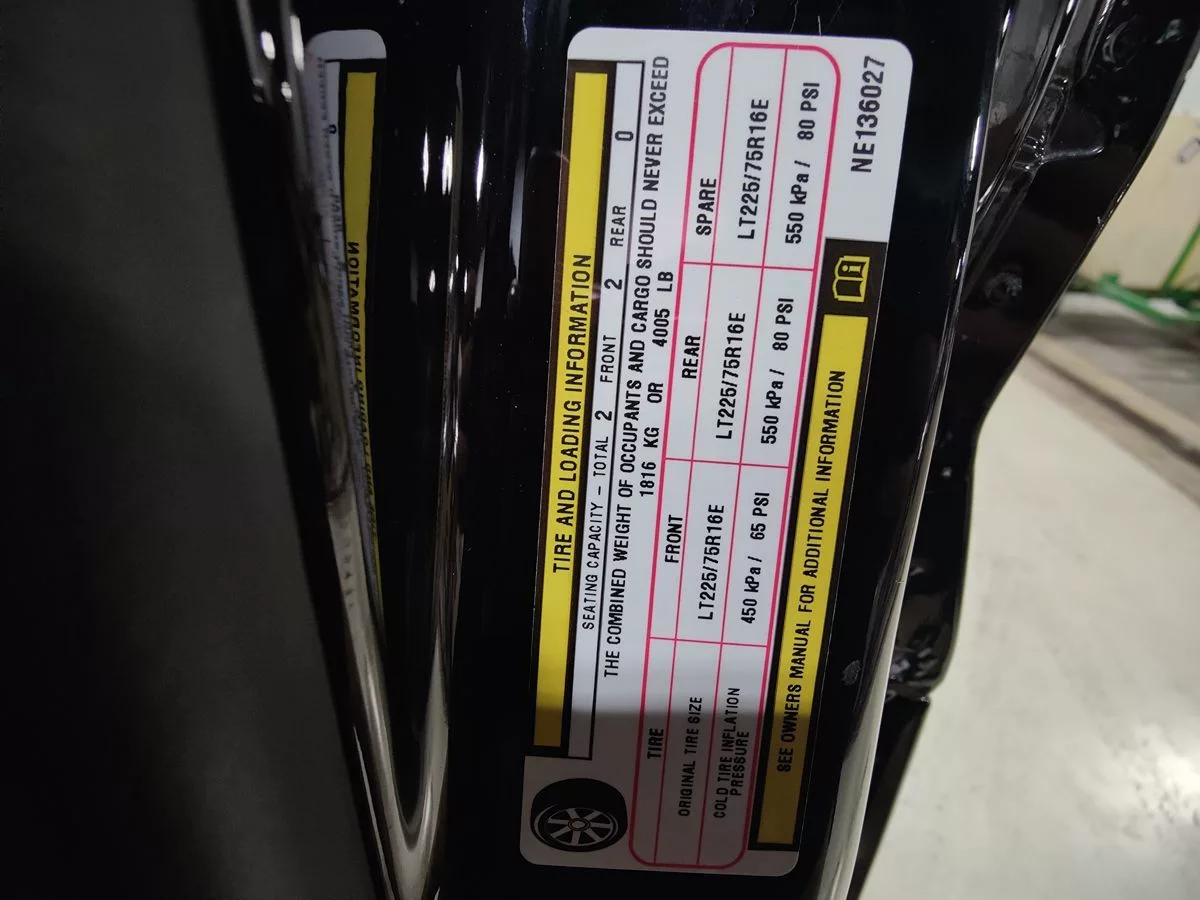 TIRE AND LOADING INFORMATION
SEATING CAPACITY - TOTAL 2 FRONT 2 REAR 0
THE COMBINED WEIGHT OF OCCUPANTS AND CARGO SHOULD NEVER EXCEED
1816 KG OR 4005 LB
TIRE FRONT REAR SPARE
ORIGINAL TIRE SIZE LT225/75R16E LT225/75R16E LT225/75R16E
COLD TIRE INFLATION
PRESSURE 450 kPa / 65 PSI 550 kPa / 80 PSI 550 kPa / 80 PSI
SEE OWNERS MANUAL FOR ADDITIONAL INFORMATION
NE136027